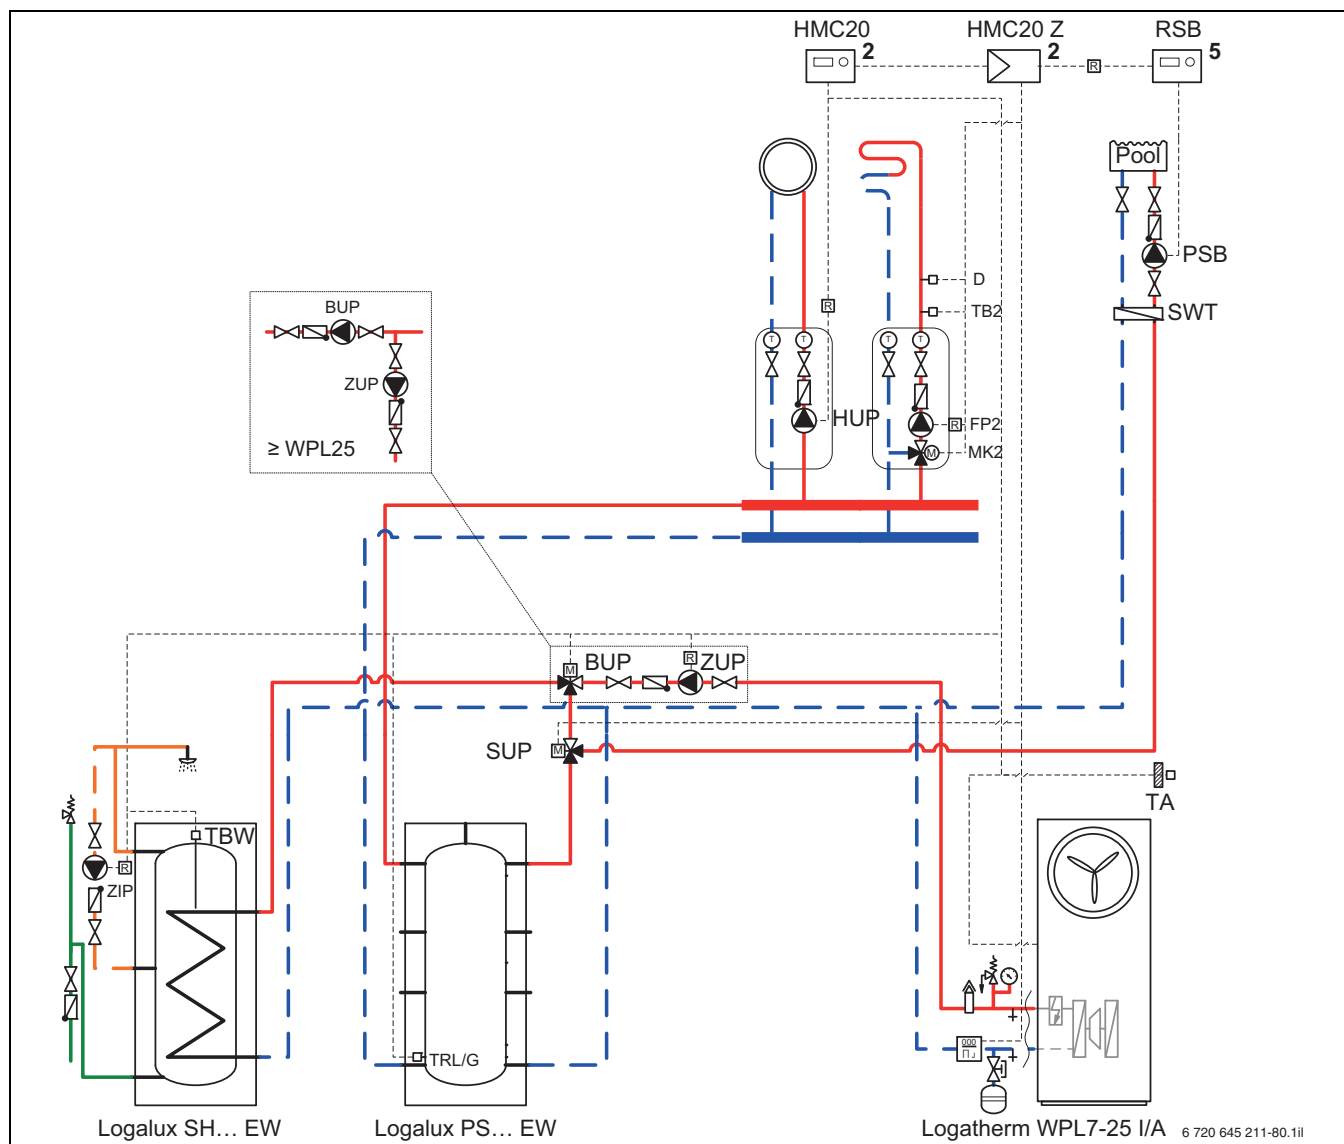 HMC20
2
HMC20 Z
2
RSB
5
R
Pool
PSB
SWT
D
TB2
R
T
T
T
T
HUP
R
FP2
M
MK2
BUP
ZUP
≥ WPL25
M
BUP
R
ZUP
SUP
M
TA
TBW
R
ZIP
TRL/G
000
Logalux SH... EW
Logalux PS... EW
Logatherm WPL7-25 I/A
6 720 645 211-80.1il